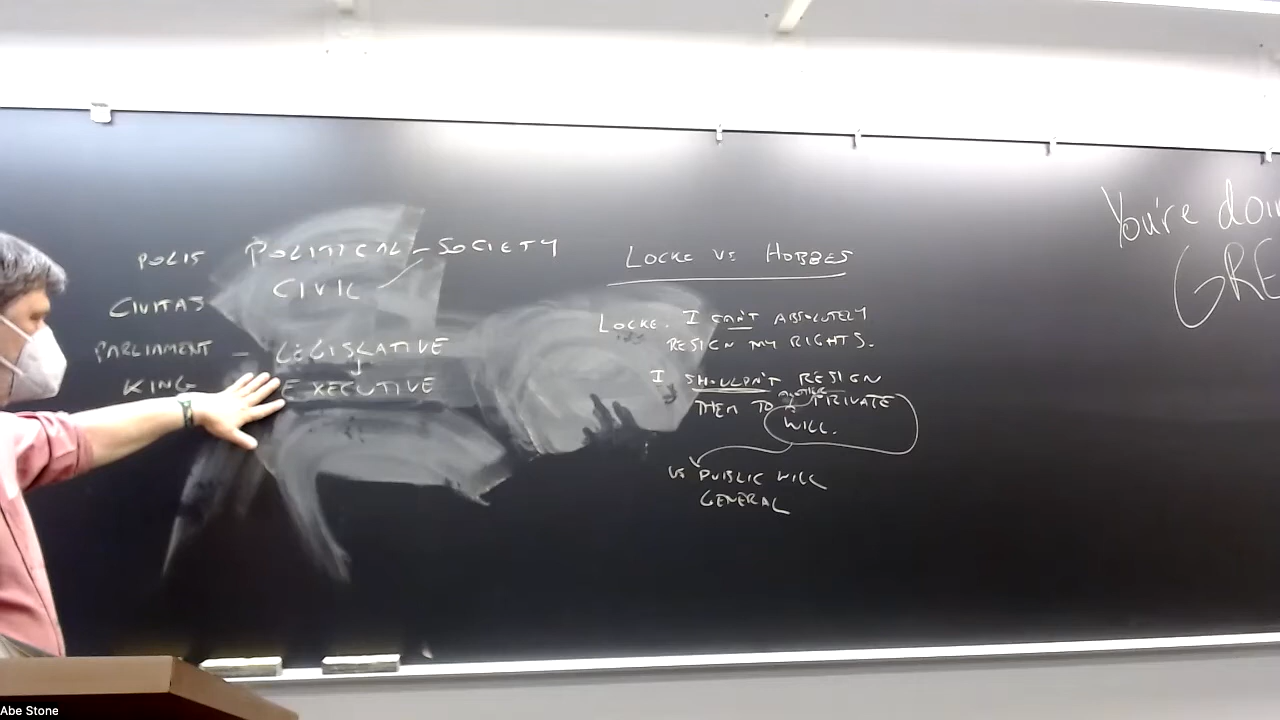 POLIS POLITICAL - SOCIETY
CIVITAS CIVIC
PARLIAMENT - LEGISLATIVE
KING EXECUTIVE
LOCKE VS HOBBES
LOCKE. I CAN'T ABSOLUTELY
RESIGN MY RIGHTS.
I SHOULDN'T RESIGN
THEM TO ANOTHER PRIVATE
WILL.
VS PUBLIC WILL
GENERAL
You're doin
GRE
Abe Stone